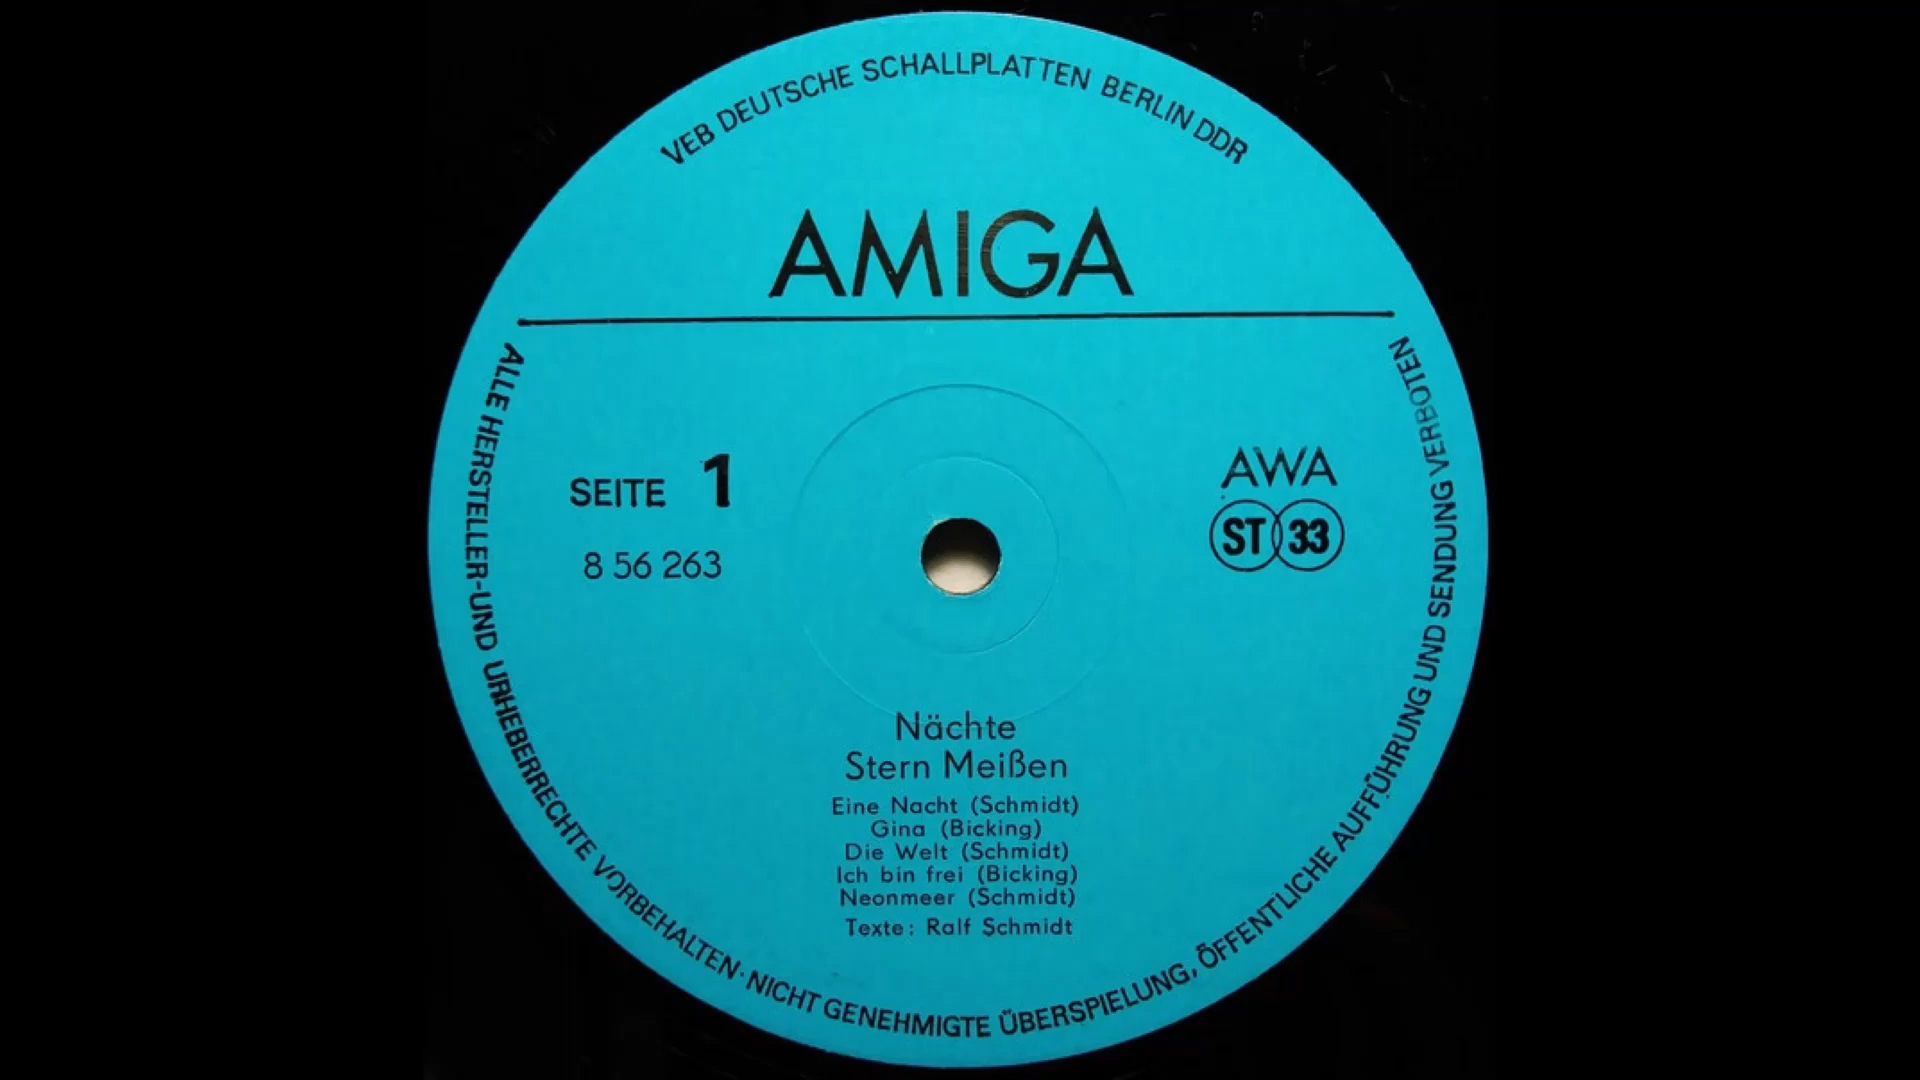 VEB DEUTSCHE SCHALLPLATTEN BERLIN DDR
AMIGA
SEITE 1
8 56 263
AWA
ST 33
Nächte
Stern Meißen
Eine Nacht (Schmidt)
Gina (Bicking)
Die Welt (Schmidt)
Ich bin frei (Bicking)
Neonmeer (Schmidt)
Texte: Ralf Schmidt
ALLE HERSTELLER-UND URHEBERRECHTE VORBEHALTEN·NICHT GENEHMIGTE ÜBERSPIELUNG, ÖFFENTLICHE AUFFÜHRUNG UND SENDUNG VERBOTEN